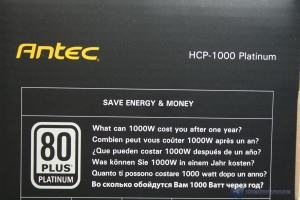 Antec
HCP-1000 Platinum
SAVE ENERGY & MONEY
80
PLUS
PLATINUM
What can 1000W cost you after one year?
Combien peut vous coûter 1000W après un an?
¿Que pueden costar 1000W después de un año?
Was können Sie 1000W in einem Jahr kosten?
Quanto ti possono costare 1000 watt dopo un anno?
Во сколько обойдутся Вам 1000 Ватт через год?